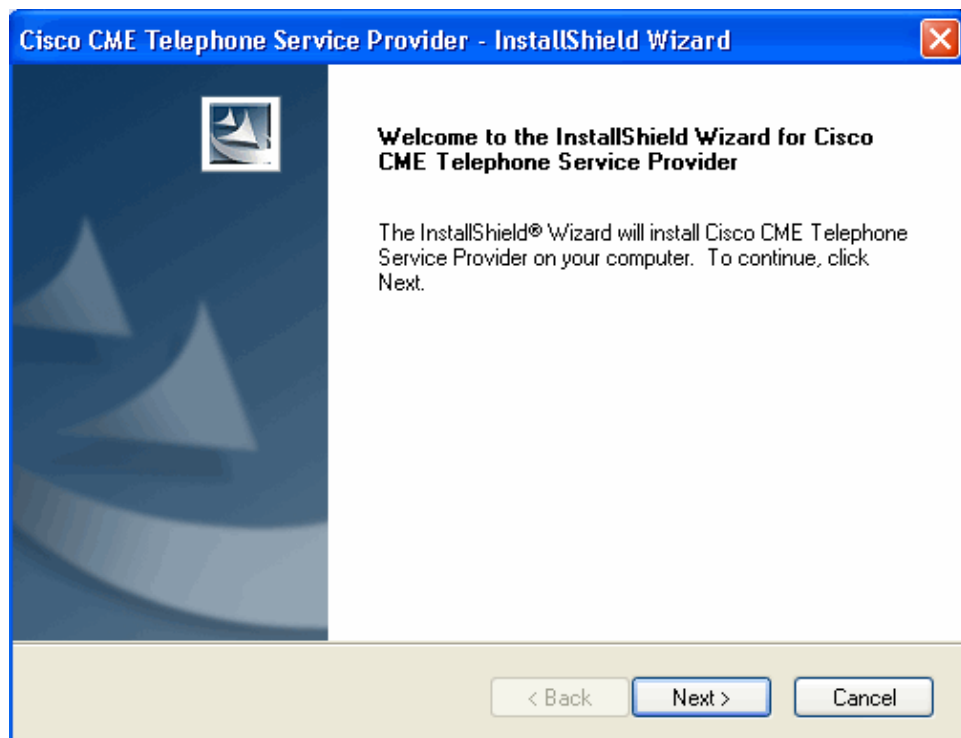 Cisco CME Telephone Service Provider - InstallShield Wizard
Welcome to the InstallShield Wizard for Cisco
CME Telephone Service Provider
The InstallShield® Wizard will install Cisco CME Telephone
Service Provider on your computer.  To continue, click
Next.
< Back
Next >
Cancel